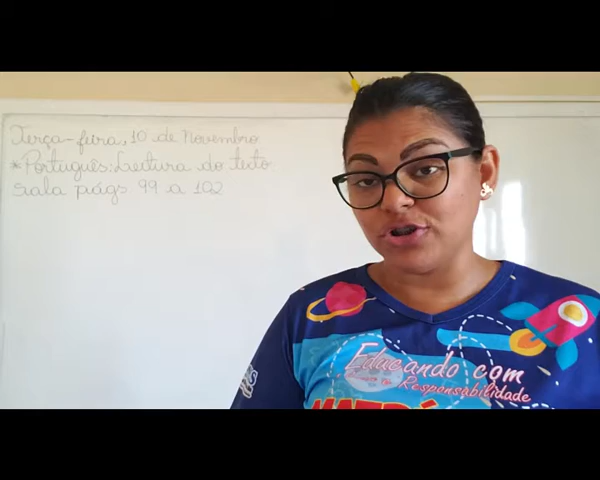 Terça-feira, 10 de Novembro
*Português: Leitura do texto
sala págs 99 a 102
Educando com
Responsabilidade